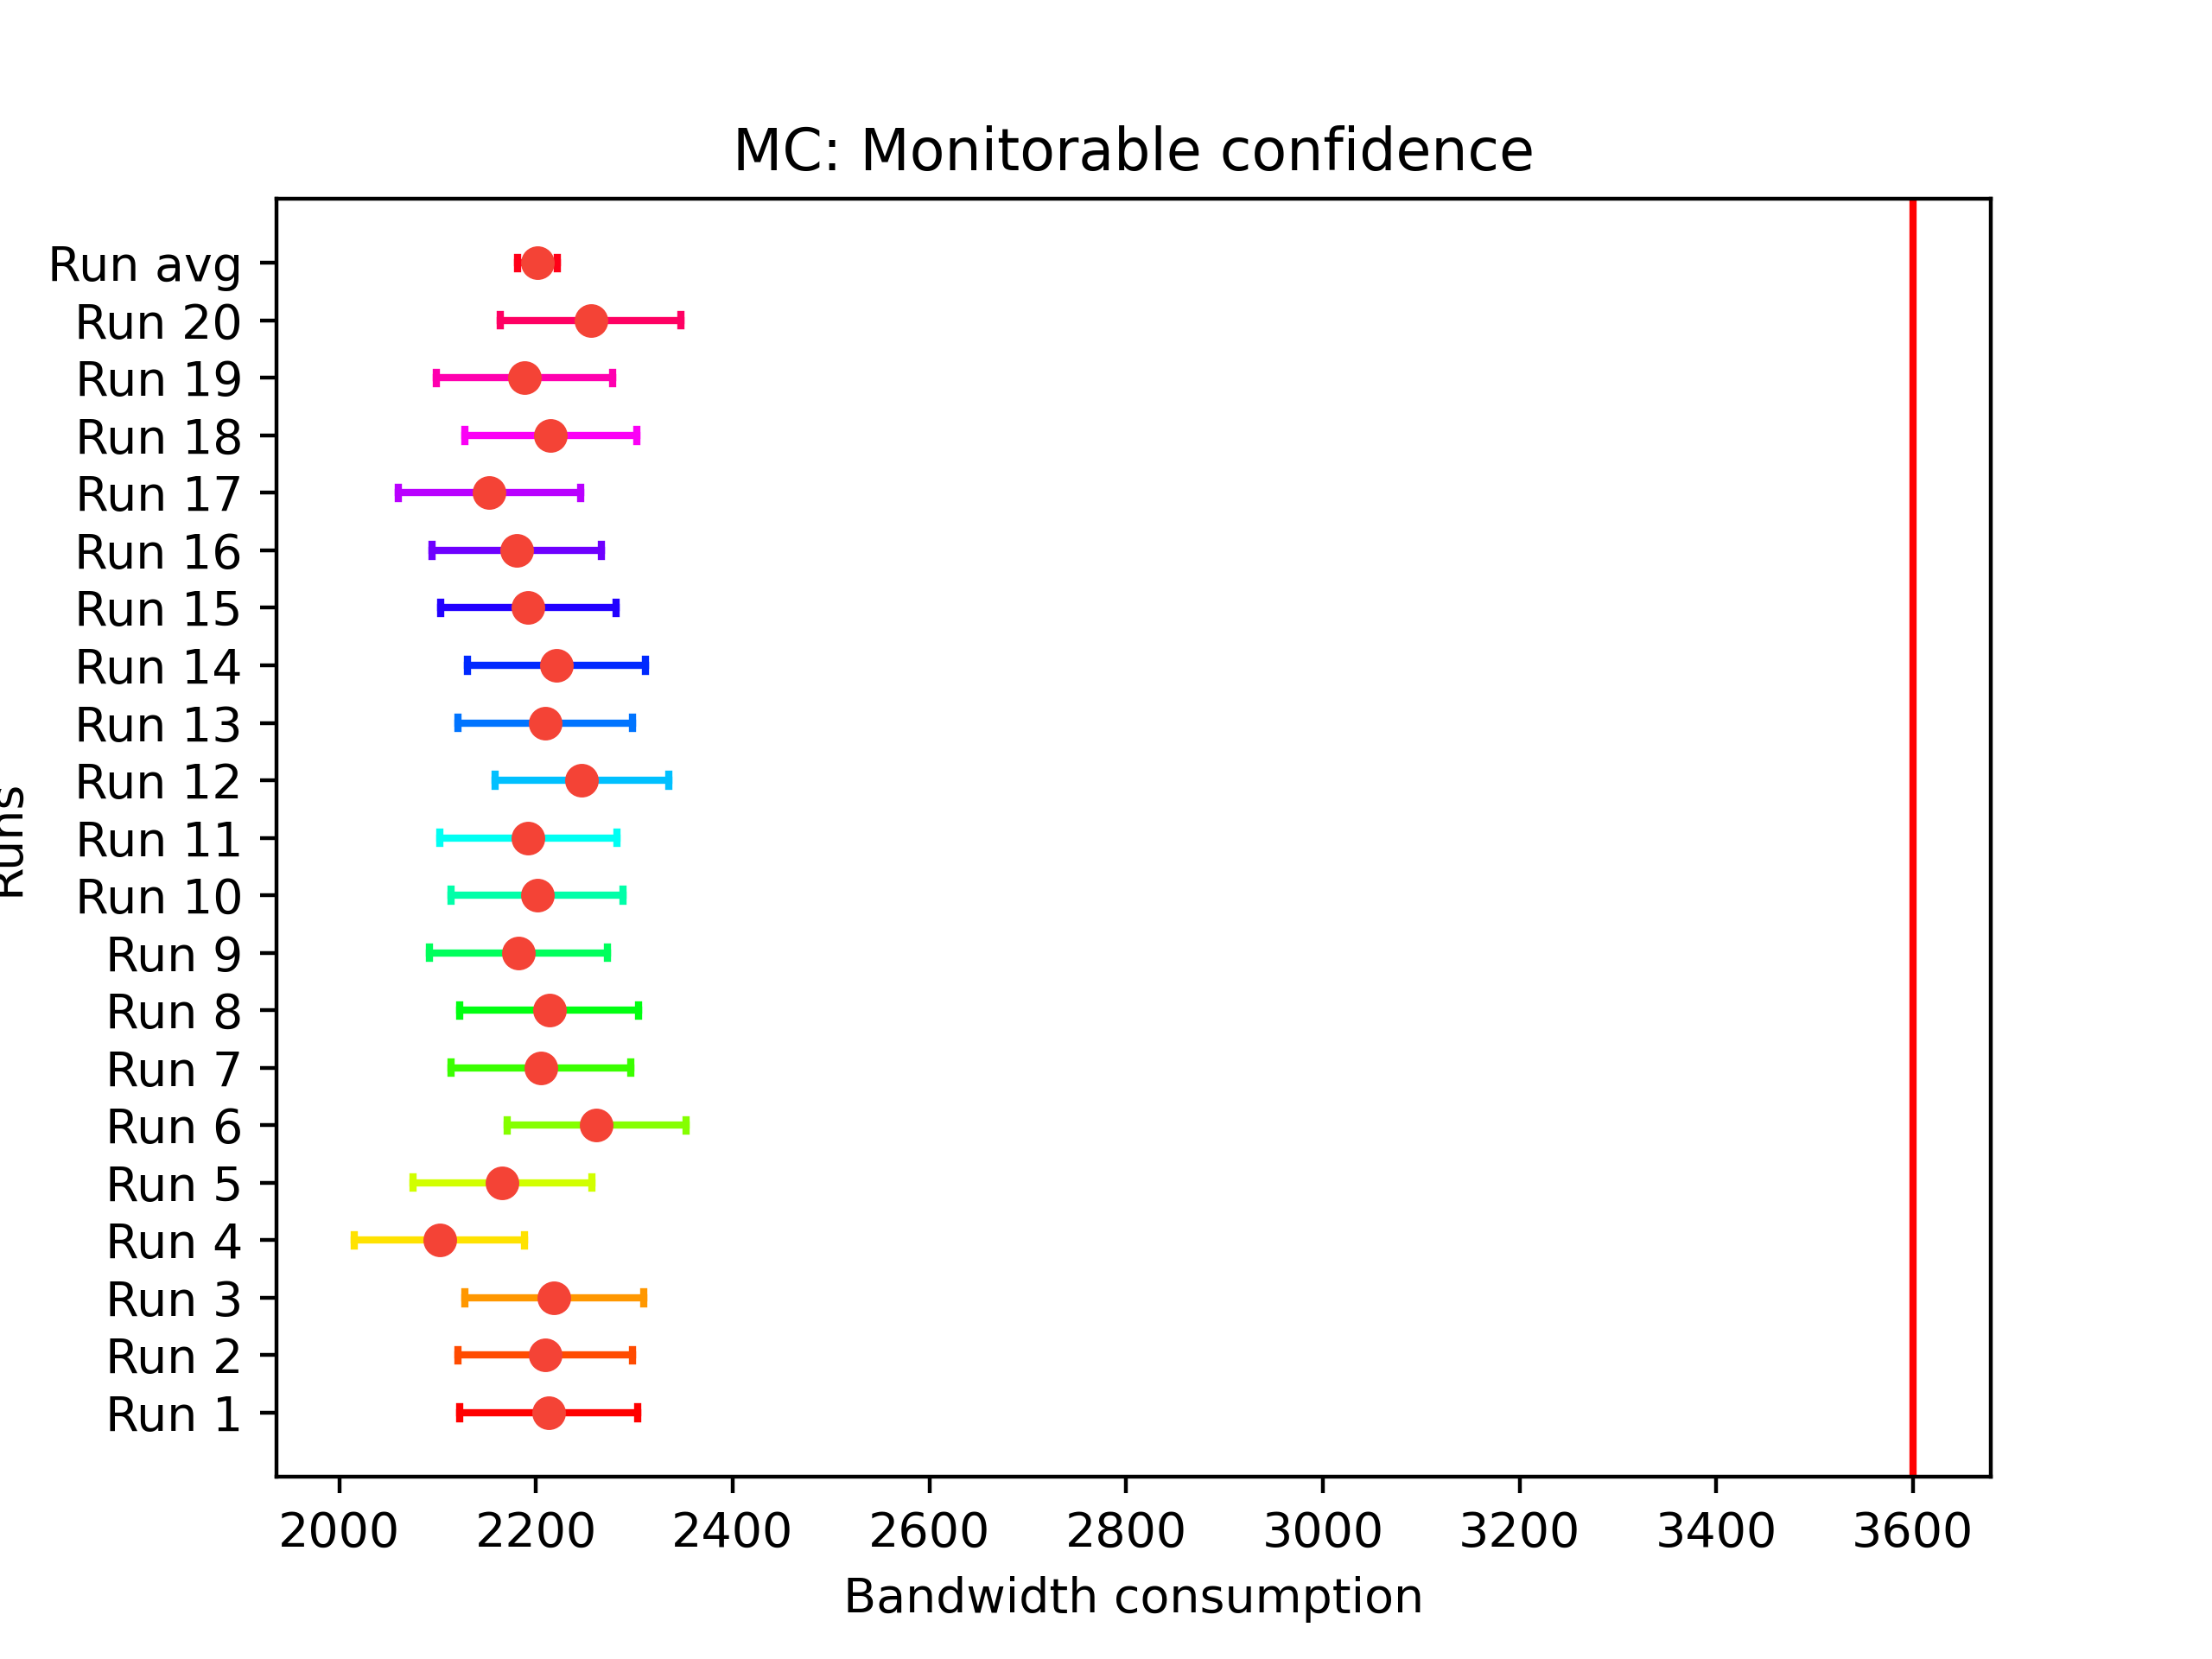 MC: Monitorable confidence
Run avg
Run 20
Run 19
Run 18
Run 17
Run 16
Run 15
Run 14
Run 13
Run 12
Run 11
Run 10
Run 9
Run 8
Run 7
Run 6
Run 5
Run 4
Run 3
Run 2
Run 1
Runs
2000 2200 2400 2600 2800 3000 3200 3400 3600
Bandwidth consumption